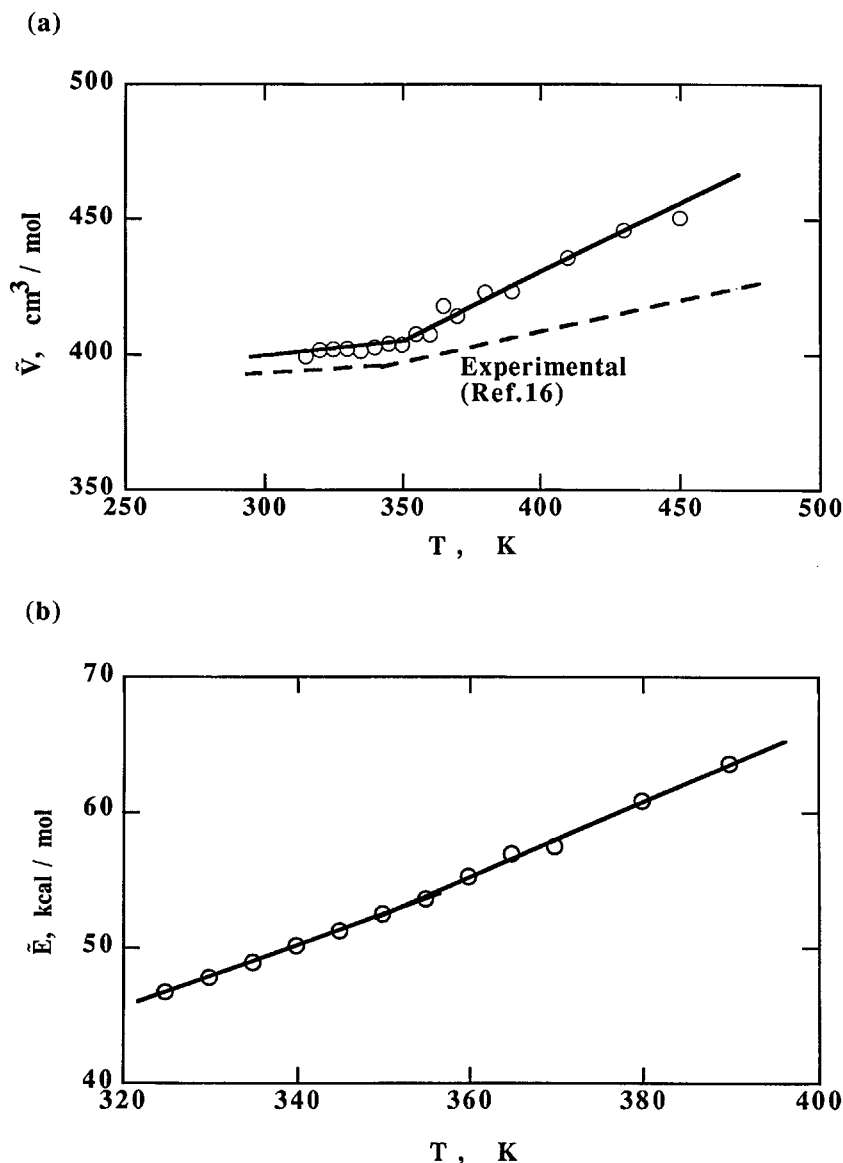 (a)
500
450
400
350
Ṽ, cm³/ mol
Experimental
(Ref.16)
250
300
350
400
450
500
T , K
(b)
70
60
50
40
Ẽ, kcal / mol
320
340
360
380
400
T , K